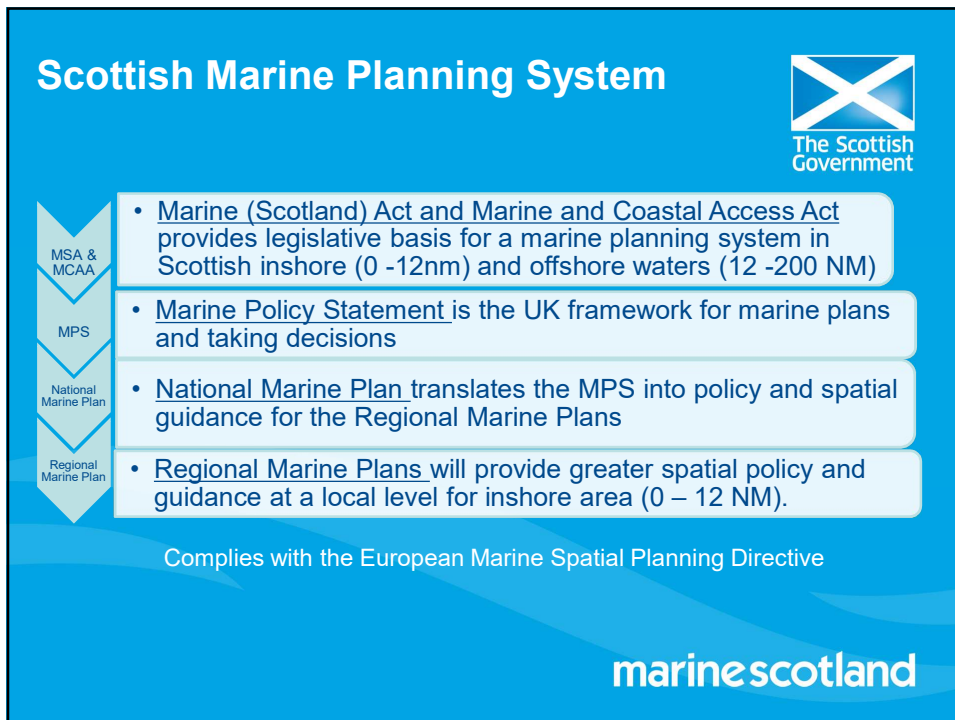 Scottish Marine Planning System
The Scottish
Government
MSA &
MCAA
• Marine (Scotland) Act and Marine and Coastal Access Act
provides legislative basis for a marine planning system in
Scottish inshore (0 -12nm) and offshore waters (12 -200 NM)
MPS
• Marine Policy Statement is the UK framework for marine plans
and taking decisions
National
Marine Plan
• National Marine Plan translates the MPS into policy and spatial
guidance for the Regional Marine Plans
Regional
Marine Plan
• Regional Marine Plans will provide greater spatial policy and
guidance at a local level for inshore area (0 – 12 NM).
Complies with the European Marine Spatial Planning Directive
marinescotland